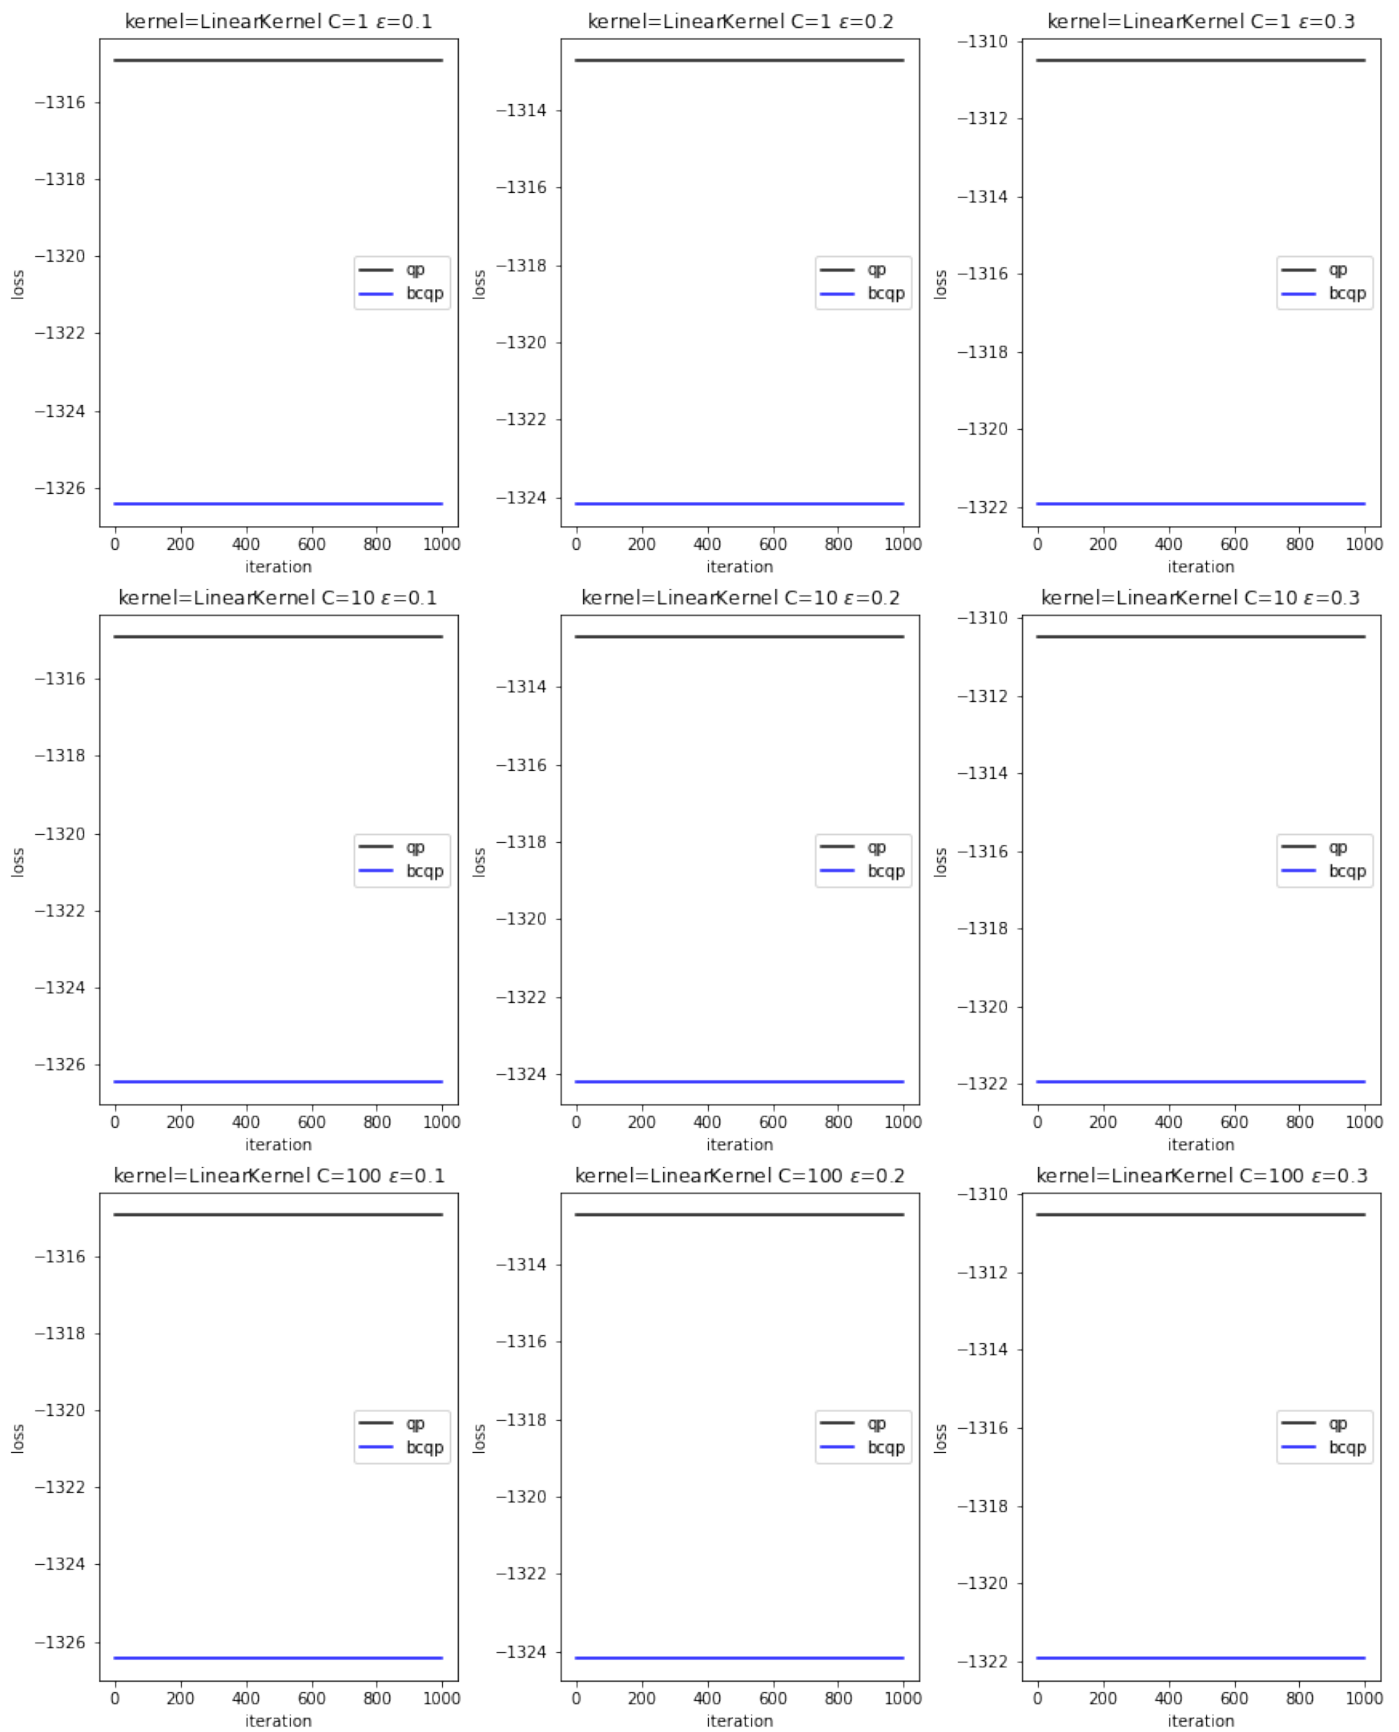 kernel=LinearKernel C=1 ε=0.1
−1316
−1318
−1320
−1322
−1324
−1326
loss
qp
bcqp
0 200 400 600 800 1000
iteration
kernel=LinearKernel C=1 ε=0.2
−1314
−1316
−1318
−1320
−1322
−1324
loss
qp
bcqp
0 200 400 600 800 1000
iteration
kernel=LinearKernel C=1 ε=0.3
−1310
−1312
−1314
−1316
−1318
−1320
−1322
loss
qp
bcqp
0 200 400 600 800 1000
iteration
kernel=LinearKernel C=10 ε=0.1
−1316
−1318
−1320
−1322
−1324
−1326
loss
qp
bcqp
0 200 400 600 800 1000
iteration
kernel=LinearKernel C=10 ε=0.2
−1314
−1316
−1318
−1320
−1322
−1324
loss
qp
bcqp
0 200 400 600 800 1000
iteration
kernel=LinearKernel C=10 ε=0.3
−1310
−1312
−1314
−1316
−1318
−1320
−1322
loss
qp
bcqp
0 200 400 600 800 1000
iteration
kernel=LinearKernel C=100 ε=0.1
−1316
−1318
−1320
−1322
−1324
−1326
loss
qp
bcqp
0 200 400 600 800 1000
iteration
kernel=LinearKernel C=100 ε=0.2
−1314
−1316
−1318
−1320
−1322
−1324
loss
qp
bcqp
0 200 400 600 800 1000
iteration
kernel=LinearKernel C=100 ε=0.3
−1310
−1312
−1314
−1316
−1318
−1320
−1322
loss
qp
bcqp
0 200 400 600 800 1000
iteration